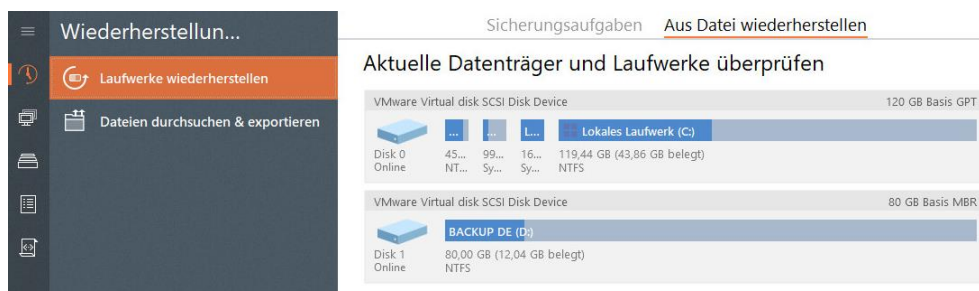 Wiederherstellun...
Laufwerke wiederherstellen
Dateien durchsuchen & exportieren
Sicherungsaufgaben Aus Datei wiederherstellen
Aktuelle Datenträger und Laufwerke überprüfen
VMware Virtual disk SCSI Disk Device 120 GB Basis GPT
... ... L... Lokales Laufwerk (C:)
Disk 0 45... 99... 16... 119,44 GB (43,86 GB belegt)
Online NT... Sy... Sy... NTFS
VMware Virtual disk SCSI Disk Device 80 GB Basis MBR
BACKUP DE (D:)
Disk 1 80,00 GB (12,04 GB belegt)
Online NTFS